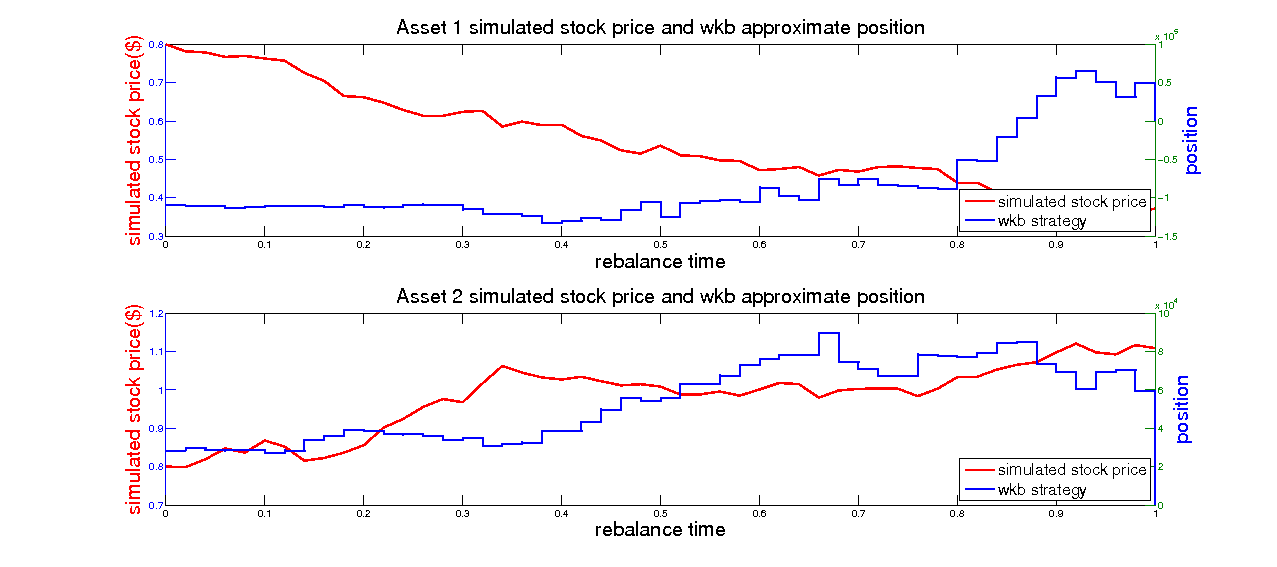 Asset 1 simulated stock price and wkb approximate position
x 10^5
simulated stock price($)
0.8
0.7
0.6
0.5
0.4
0.3
1
0.5
0
−0.5
−1
−1.5
position
simulated stock price
wkb strategy
0 0.1 0.2 0.3 0.4 0.5 0.6 0.7 0.8 0.9 1
rebalance time
Asset 2 simulated stock price and wkb approximate position
x 10^4
simulated stock price($)
1.2
1.1
1
0.9
0.8
0.7
10
8
6
4
2
0
position
simulated stock price
wkb strategy
0 0.1 0.2 0.3 0.4 0.5 0.6 0.7 0.8 0.9 1
rebalance time